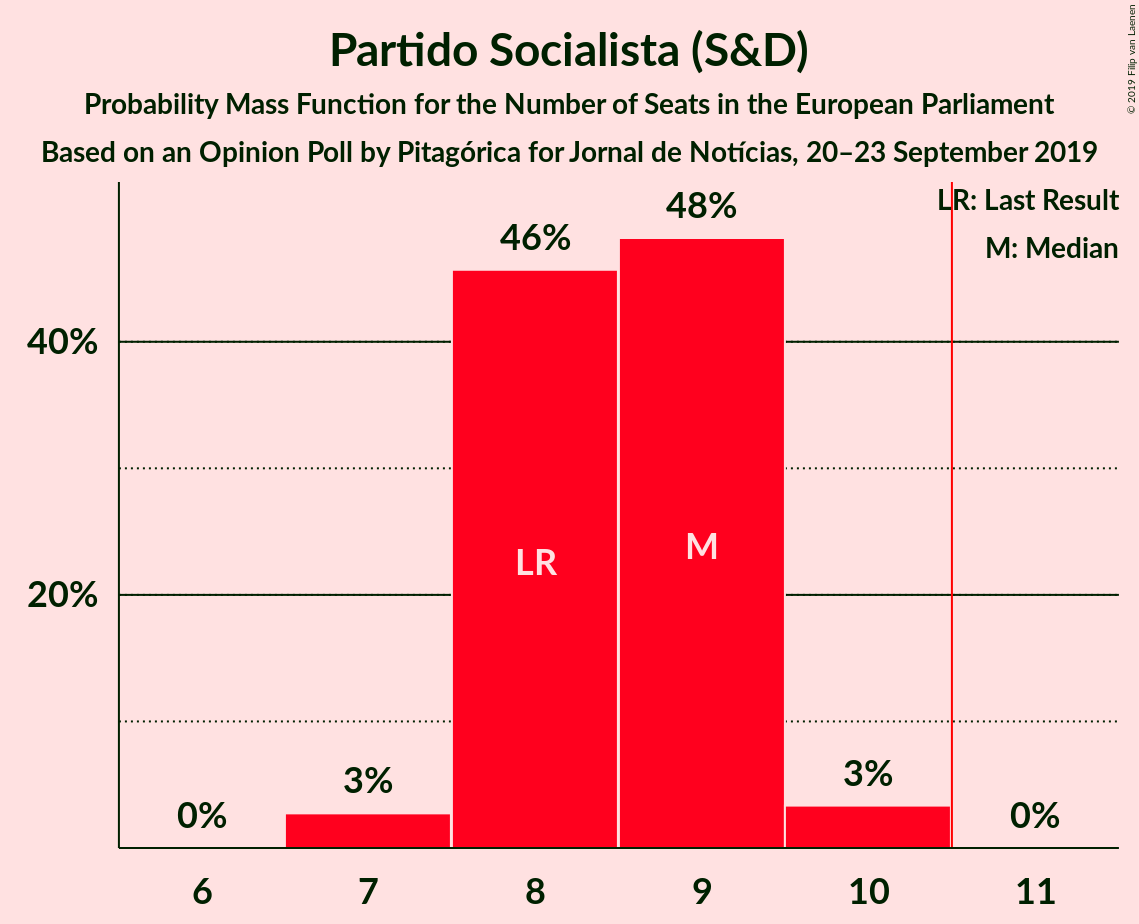 Partido Socialista (S&D)
Probability Mass Function for the Number of Seats in the European Parliament
Based on an Opinion Poll by Pitagórica for Jornal de Notícias, 20–23 September 2019
© 2019 Filip van Laenen
LR: Last Result
M: Median
48%
46%
40%
LR
M
20%
3%
3%
0%
0%
6
7
8
9
10
11